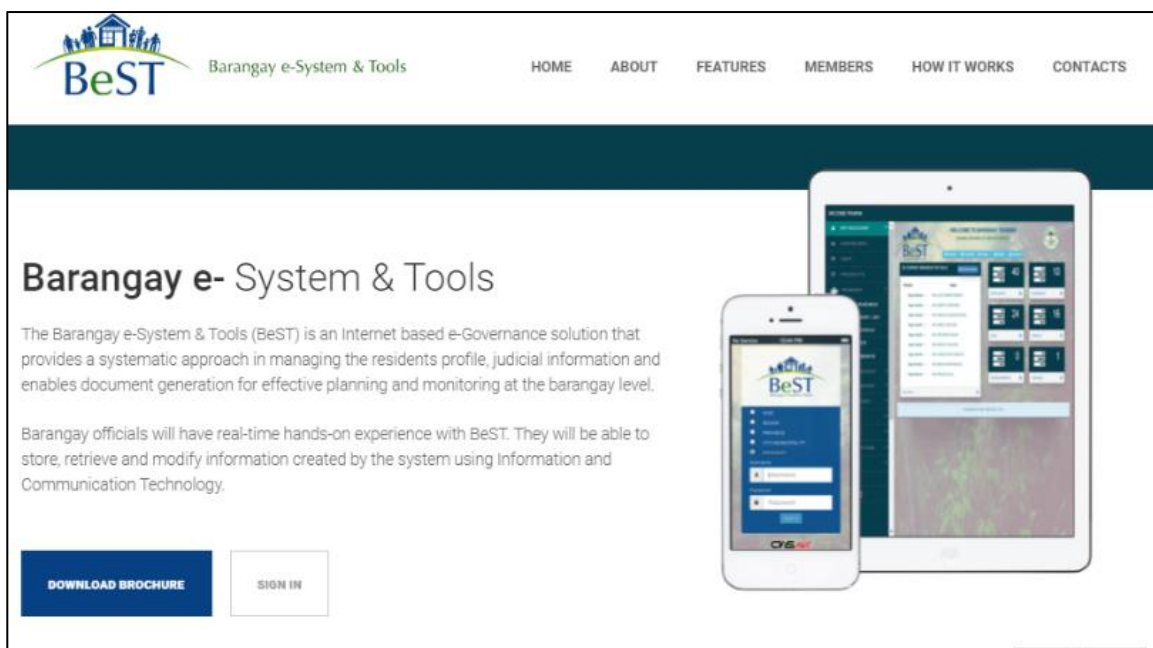 BeST
Barangay e-System & Tools
HOME
ABOUT
FEATURES
MEMBERS
HOW IT WORKS
CONTACTS
Barangay e- System & Tools
The Barangay e-System & Tools (BeST) is an Internet based e-Governance solution that
provides a systematic approach in managing the residents profile, judicial information and
enables document generation for effective planning and monitoring at the barangay level.
Barangay officials will have real-time hands-on experience with BeST. They will be able to
store, retrieve and modify information created by the system using Information and
Communication Technology.
DOWNLOAD BROCHURE
SIGN IN
BeST
Username
Password
BeST